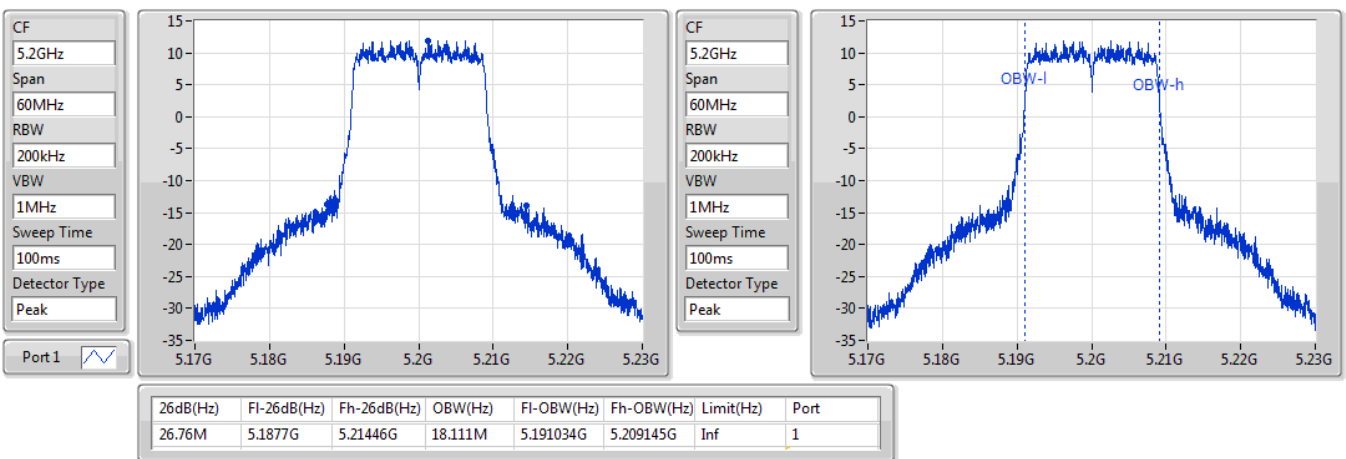 CF
5.2GHz
Span
60MHz
RBW
200kHz
VBW
1MHz
Sweep Time
100ms
Detector Type
Peak
Port 1
15
10
5
0
-5
-10
-15
-20
-25
-30
-35
5.17G 5.18G 5.19G 5.2G 5.21G 5.22G 5.23G
CF
5.2GHz
Span
60MHz
RBW
200kHz
VBW
1MHz
Sweep Time
100ms
Detector Type
Peak
15
10
5
0
-5
-10
-15
-20
-25
-30
-35
OBW-l
OBW-h
5.17G 5.18G 5.19G 5.2G 5.21G 5.22G 5.23G
26dB(Hz) Fl-26dB(Hz) Fh-26dB(Hz) OBW(Hz) Fl-OBW(Hz) Fh-OBW(Hz) Limit(Hz) Port
26.76M 5.1877G 5.21446G 18.111M 5.191034G 5.209145G Inf 1